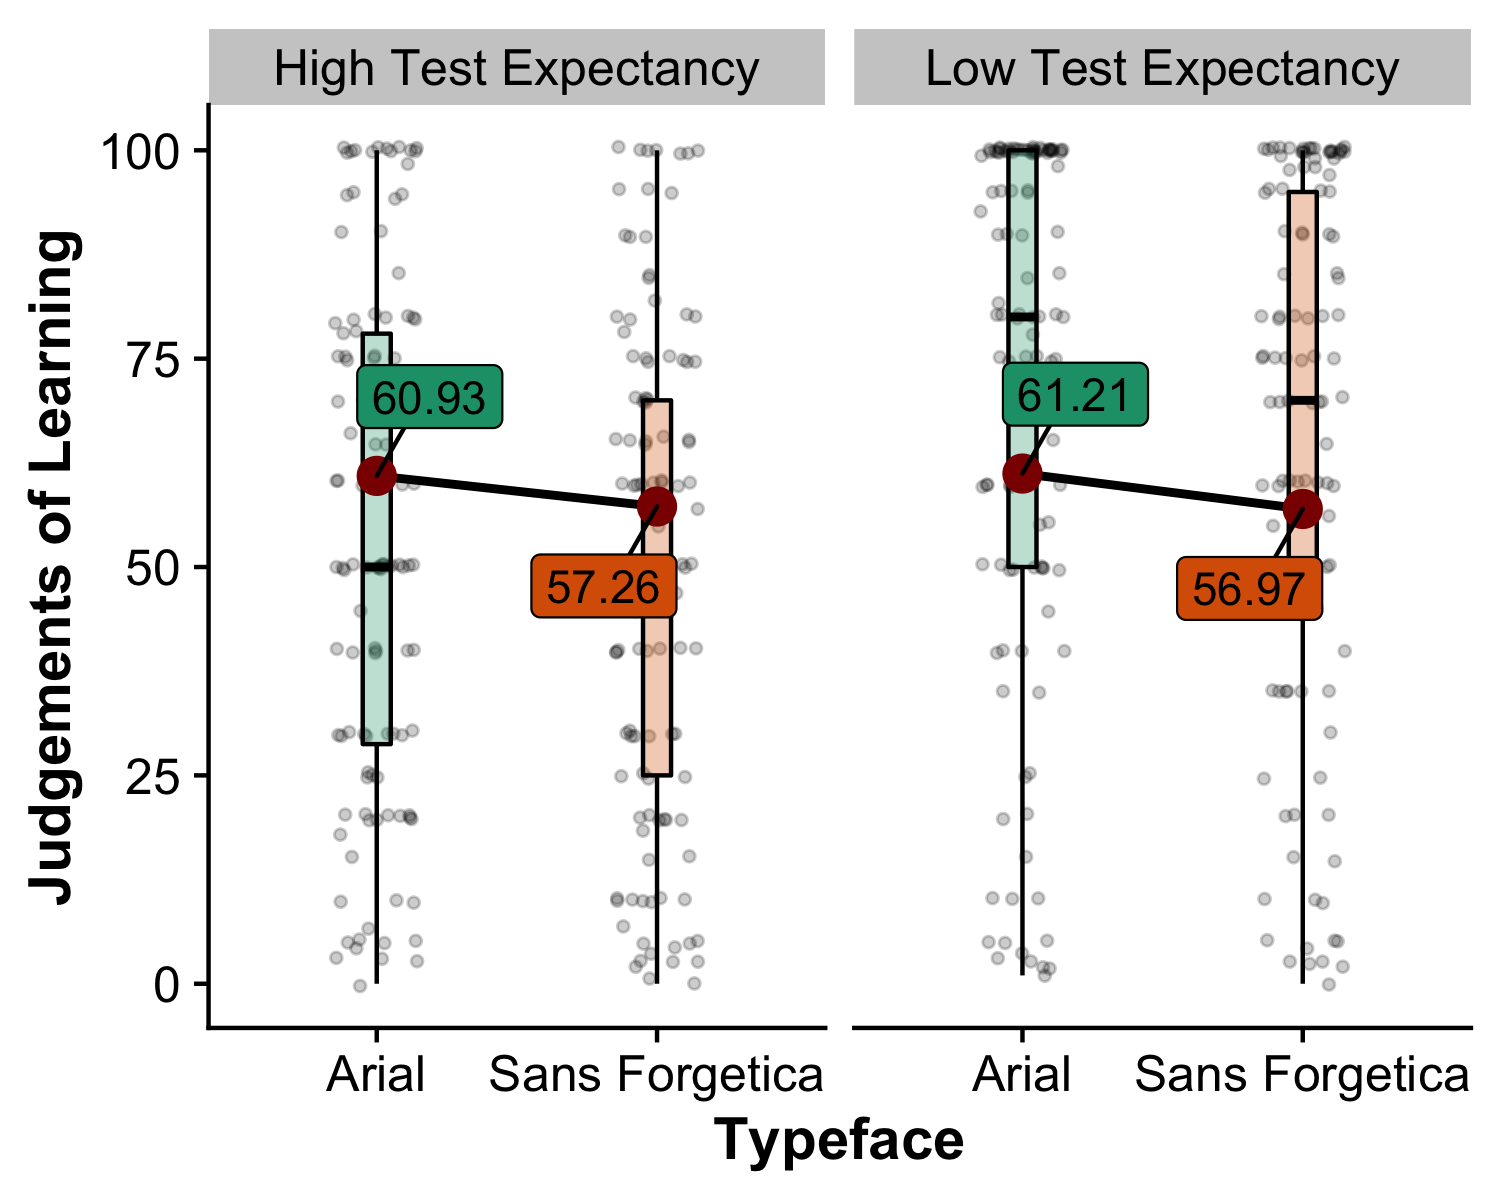 High Test Expectancy
Low Test Expectancy
Judgements of Learning
100
75
50
25
0
60.93
57.26
61.21
56.97
Arial
Sans Forgetica
Arial
Sans Forgetica
Typeface